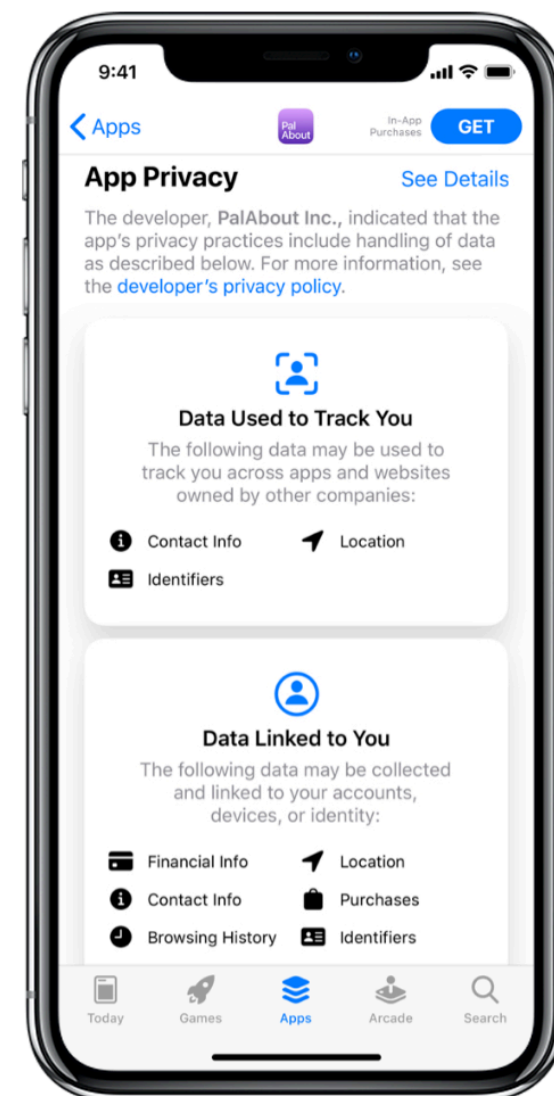 9:41
Apps
Pal
About
In-App
Purchases
GET
App Privacy
See Details
The developer, PalAbout Inc., indicated that the
app's privacy practices include handling of data
as described below. For more information, see
the developer's privacy policy.
Data Used to Track You
The following data may be used to
track you across apps and websites
owned by other companies:
Contact Info
Location
Identifiers
Data Linked to You
The following data may be collected
and linked to your accounts,
devices, or identity:
Financial Info
Location
Contact Info
Purchases
Browsing History
Identifiers
Today
Games
Apps
Arcade
Search